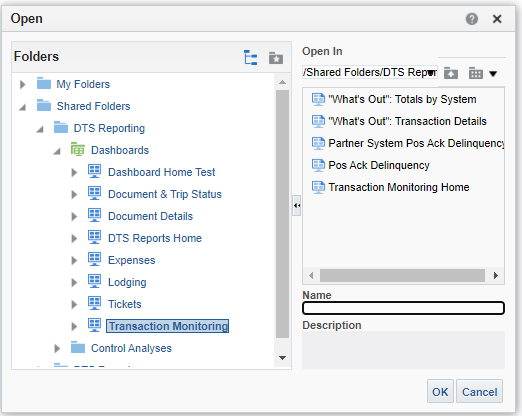 Open
Folders
My Folders
Shared Folders
DTS Reporting
Dashboards
Dashboard Home Test
Document & Trip Status
Document Details
DTS Reports Home
Expenses
Lodging
Tickets
Transaction Monitoring
Control Analyses
Open In
/Shared Folders/DTS Repor
"What's Out": Totals by System
"What's Out": Transaction Details
Partner System Pos Ack Delinquency
Pos Ack Delinquency
Transaction Monitoring Home
Name
Description
OK Cancel